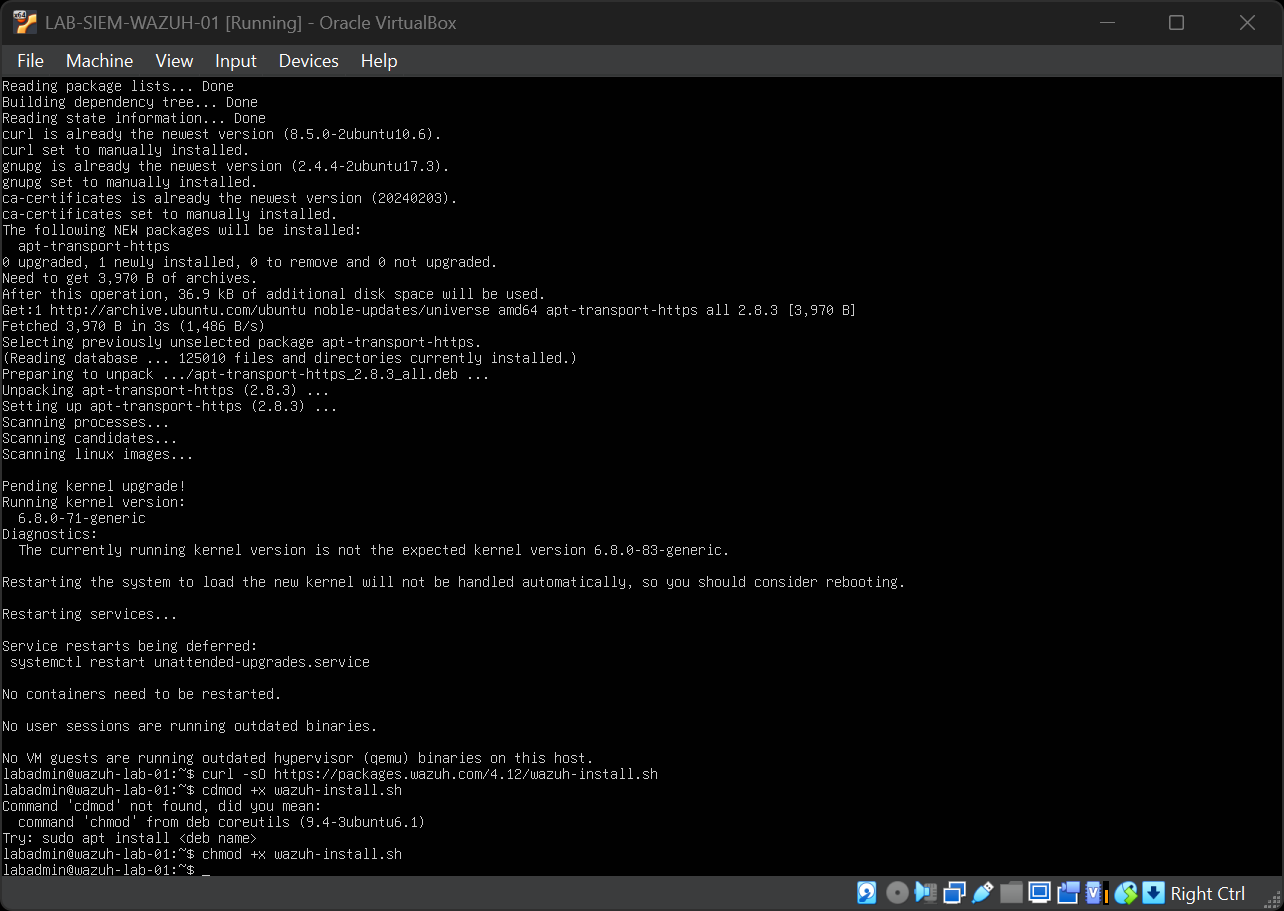 LAB-SIEM-WAZUH-01 [Running] - Oracle VirtualBox
File Machine View Input Devices Help
Reading package lists... Done
Building dependency tree... Done
Reading state information... Done
curl is already the newest version (8.5.0-2ubuntu10.6).
curl set to manually installed.
gnupg is already the newest version (2.4.4-2ubuntu17.3).
gnupg set to manually installed.
ca-certificates is already the newest version (20240203).
ca-certificates set to manually installed.
The following NEW packages will be installed:
  apt-transport-https
0 upgraded, 1 newly installed, 0 to remove and 0 not upgraded.
Need to get 3,970 B of archives.
After this operation, 36.9 kB of additional disk space will be used.
Get:1 http://archive.ubuntu.com/ubuntu noble-updates/universe amd64 apt-transport-https all 2.8.3 [3,970 B]
Fetched 3,970 B in 3s (1,486 B/s)
Selecting previously unselected package apt-transport-https.
(Reading database ... 125010 files and directories currently installed.)
Preparing to unpack .../apt-transport-https_2.8.3_all.deb ...
Unpacking apt-transport-https (2.8.3) ...
Setting up apt-transport-https (2.8.3) ...
Scanning processes...
Scanning candidates...
Scanning linux images...
Pending kernel upgrade!
Running kernel version:
  6.8.0-71-generic
Diagnostics:
  The currently running kernel version is not the expected kernel version 6.8.0-83-generic.
Restarting the system to load the new kernel will not be handled automatically, so you should consider rebooting.
Restarting services...
Service restarts being deferred:
 systemctl restart unattended-upgrades.service
No containers need to be restarted.
No user sessions are running outdated binaries.
No VM guests are running outdated hypervisor (qemu) binaries on this host.
labadmin@wazuh-lab-01:~$ curl -sO https://packages.wazuh.com/4.12/wazuh-install.sh
labadmin@wazuh-lab-01:~$ cdmod +x wazuh-install.sh
Command 'cdmod' not found, did you mean:
  command 'chmod' from deb coreutils (9.4-3ubuntu6.1)
Try: sudo apt install <deb name>
labadmin@wazuh-lab-01:~$ chmod +x wazuh-install.sh
labadmin@wazuh-lab-01:~$ _
Right Ctrl